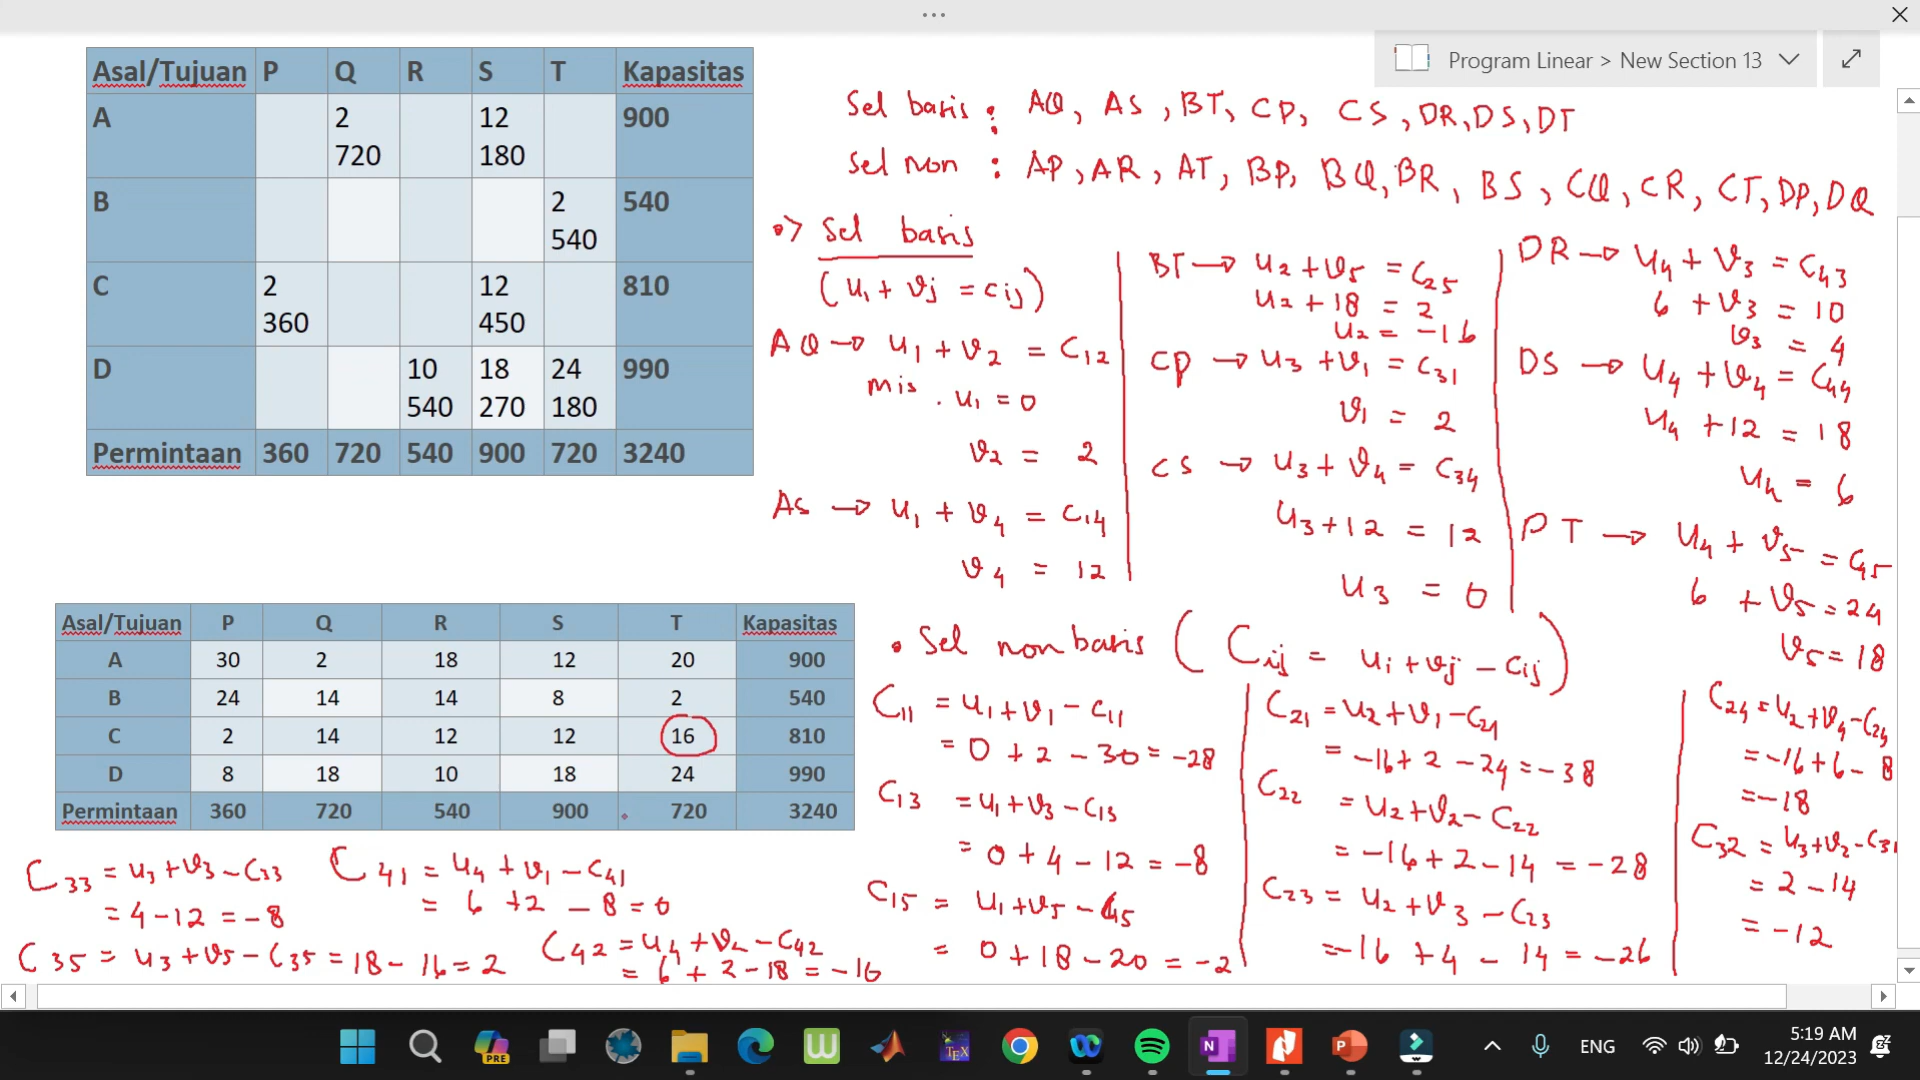 Program Linear > New Section 13
Asal/Tujuan P Q R S T Kapasitas
A 2 12 900
720 180
B 2 540
540
C 2 12 810
360 450
D 10 18 24 990
540 270 180
Permintaan 360 720 540 900 720 3240
Sel basis : AQ, AS, BT, CP, CS, DR, DS, DT
Sel non : AP, AR, AT, BP, BQ, BR, BS, CQ, CR, CT, DP, DQ
•> Sel basis
(ui + vj = cij)
AQ → u1 + v2 = C12
mis. u1 = 0
v2 = 2
AS → u1 + v4 = C14
v4 = 12
BT → u2 + v5 = C25
u2 + 18 = 2
u2 = -16
CP → u3 + v1 = C31
v1 = 2
CS → u3 + v4 = C34
u3 + 12 = 12
u3 = 0
DR → u4 + v3 = C43
6 + v3 = 10
v3 = 4
DS → u4 + v4 = C44
u4 + 12 = 18
u4 = 6
DT → u4 + v5 = C45
6 + v5 = 24
v5 = 18
Asal/Tujuan P Q R S T Kapasitas
A 30 2 18 12 20 900
B 24 14 14 8 2 540
C 2 14 12 12 16 810
D 8 18 10 18 24 990
Permintaan 360 720 540 900 720 3240
• Sel non basis (Cij = ui + vj - cij)
C11 = u1 + v1 - c11
= 0 + 2 - 30 = -28
C13 = u1 + v3 - C13
= 0 + 4 - 12 = -8
C15 = u1 + v5 - C15
= 0 + 18 - 20 = -2
C21 = u2 + v1 - C21
= -16 + 2 - 24 = -38
C22 = u2 + v2 - C22
= -16 + 2 - 14 = -28
C23 = u2 + v3 - C23
= -16 + 4 - 14 = -26
C24 = u2 + v4 - C24
= -16 + 6 - 8
= -18
C32 = u3 + v2 - C31
= 2 - 14
= -12
C33 = u3 + v3 - C33
= 4 - 12 = -8
C35 = u3 + v5 - C35 = 18 - 16 = 2
C41 = u4 + v1 - C41
= 6 + 2 - 8 = 0
C42 = u4 + v2 - C42
= 6 + 2 - 18 = -10
PRE
TEX
N
P
ENG
5:19 AM
12/24/2023